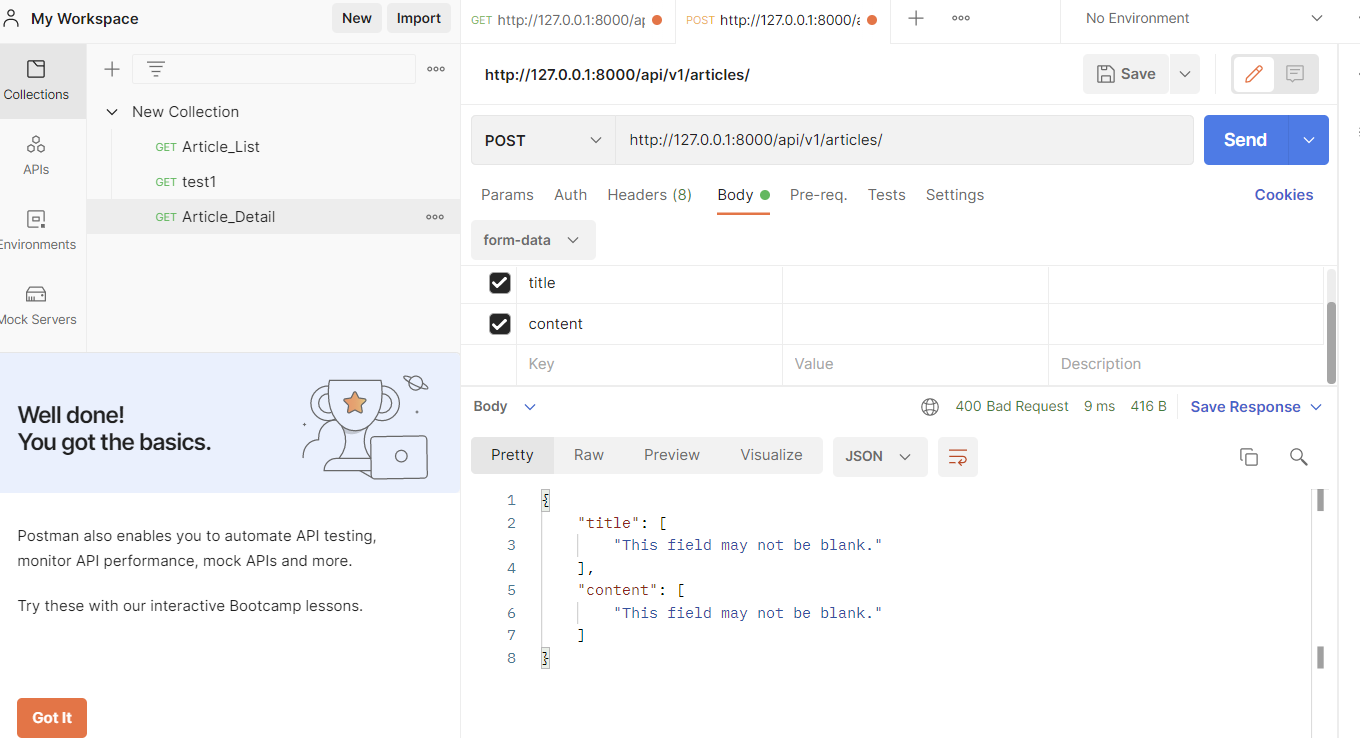 My Workspace
New
Import
GET http://127.0.0.1:8000/ap
POST http://127.0.0.1:8000/a
No Environment
Collections
APIs
Environments
Mock Servers
New Collection
GET Article_List
GET test1
GET Article_Detail
http://127.0.0.1:8000/api/v1/articles/
Save
POST
http://127.0.0.1:8000/api/v1/articles/
Send
Params Auth Headers (8) Body Pre-req. Tests Settings
Cookies
form-data
title
content
Key Value Description
Body
400 Bad Request 9 ms 416 B Save Response
Pretty Raw Preview Visualize JSON
1 {
2 "title": [
3 "This field may not be blank."
4 ],
5 "content": [
6 "This field may not be blank."
7 ]
8 }
Well done!
You got the basics.
Postman also enables you to automate API testing,
monitor API performance, mock APIs and more.
Try these with our interactive Bootcamp lessons.
Got It